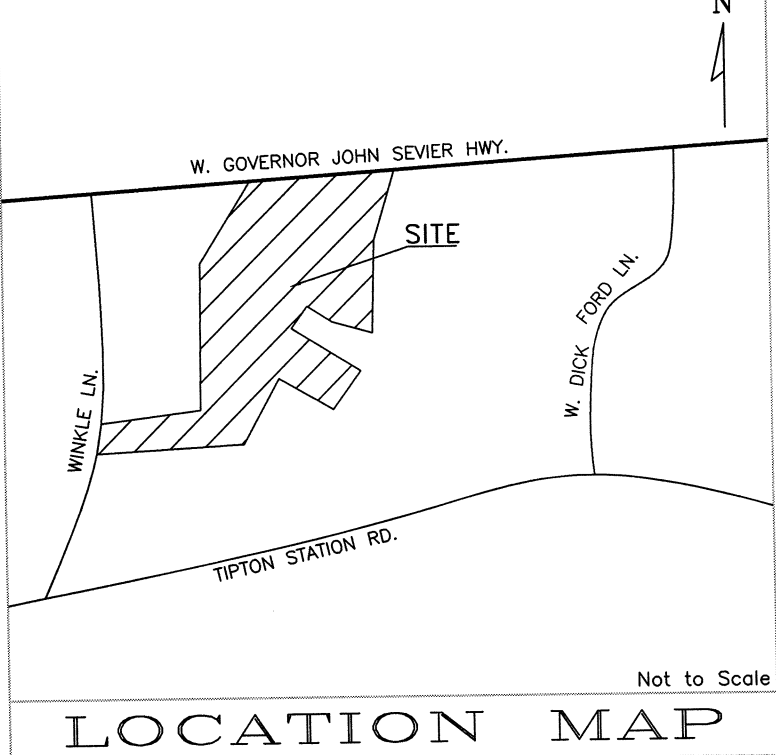 N
W. GOVERNOR JOHN SEVIER HWY.
SITE
W. DICK FORD LN.
WINKLE LN.
TIPTON STATION RD.
Not to Scale
LOCATION MAP